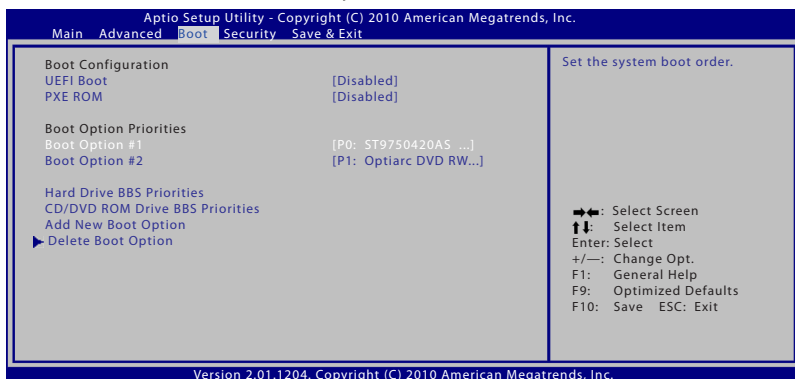 Aptio Setup Utility - Copyright (C) 2010 American Megatrends, Inc.
Main Advanced Boot Security Save & Exit
Boot Configuration
UEFI Boot [Disabled]
PXE ROM [Disabled]
Boot Option Priorities
Boot Option #1 [P0: ST9750420AS ...]
Boot Option #2 [P1: Optiarc DVD RW...]
Hard Drive BBS Priorities
CD/DVD ROM Drive BBS Priorities
Add New Boot Option
Delete Boot Option
Set the system boot order.
→←: Select Screen
↑↓: Select Item
Enter: Select
+/—: Change Opt.
F1: General Help
F9: Optimized Defaults
F10: Save ESC: Exit
Version 2.01.1204. Copyright (C) 2010 American Megatrends, Inc.